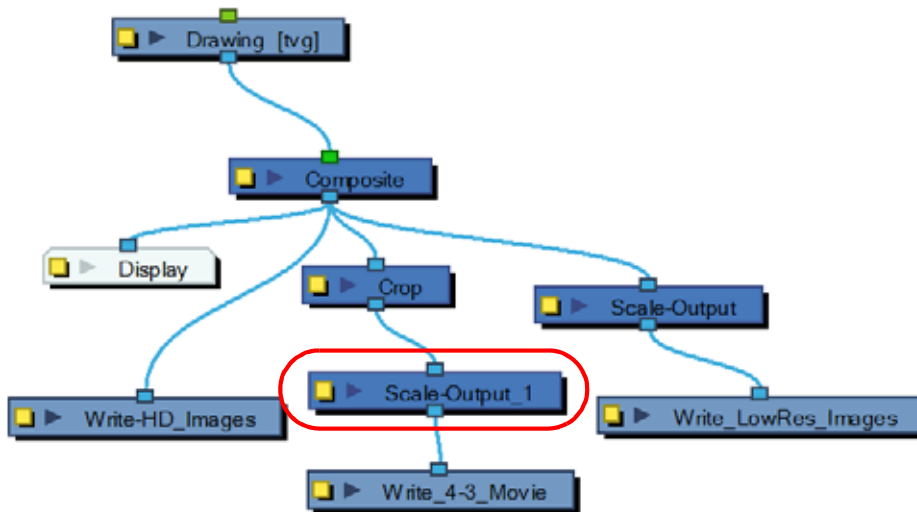 Drawing [tvg]
Composite
Display
Crop
Scale-Output
Scale-Output_1
Write-HD_Images
Write_LowRes_Images
Write_4-3_Movie